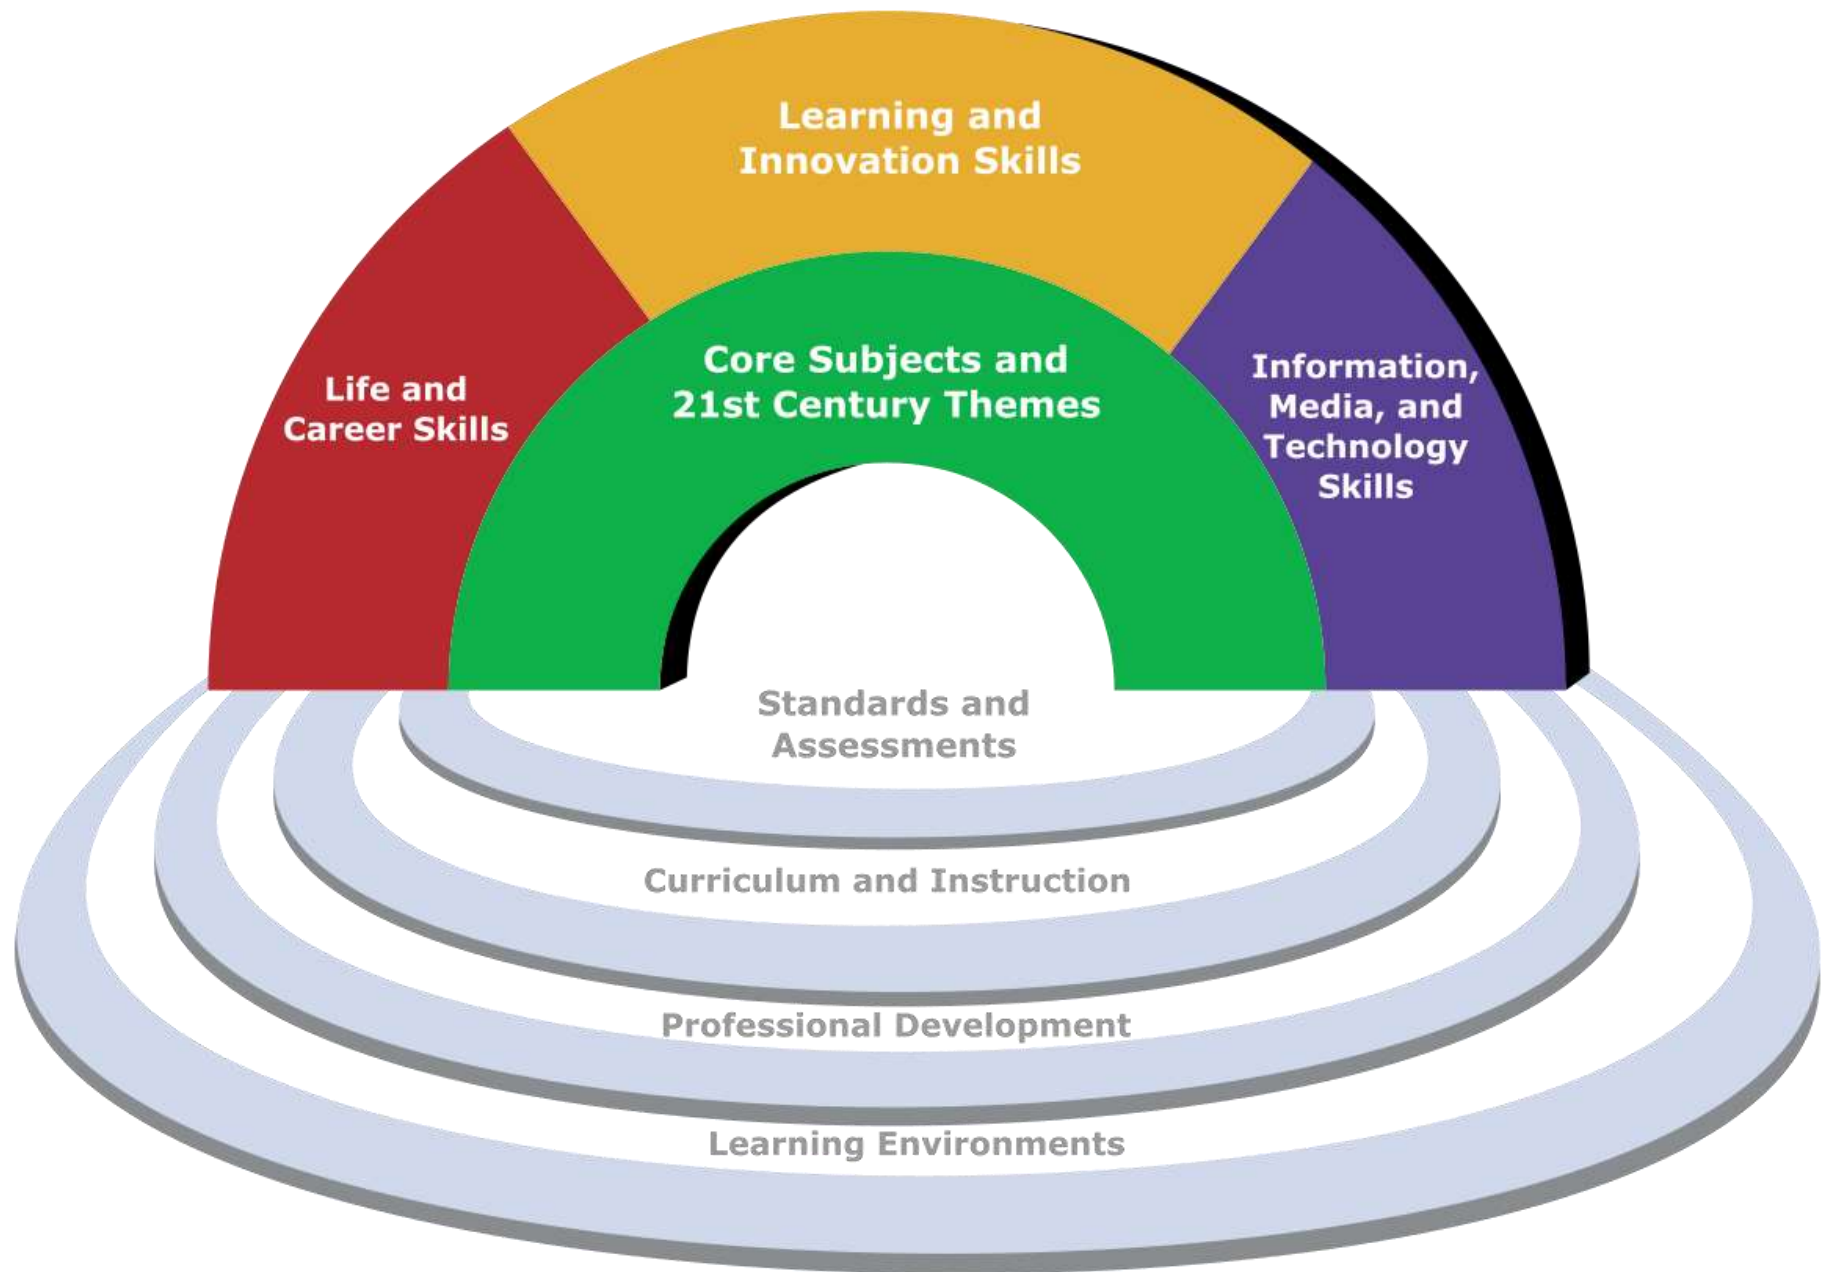 Learning and
Innovation Skills
Life and
Career Skills
Core Subjects and
21st Century Themes
Information,
Media, and
Technology
Skills
Standards and
Assessments
Curriculum and Instruction
Professional Development
Learning Environments